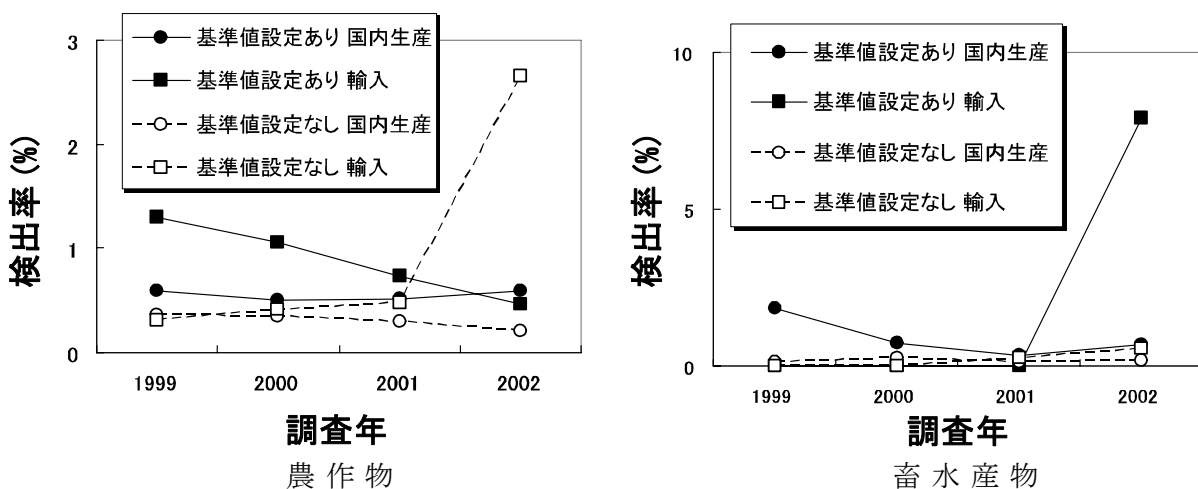 3
2
1
0
検出率 (%)
基準値設定あり 国内生産
基準値設定あり 輸入
基準値設定なし 国内生産
基準値設定なし 輸入
1999 2000 2001 2002
調査年
農作物
10
5
0
検出率 (%)
基準値設定あり 国内生産
基準値設定あり 輸入
基準値設定なし 国内生産
基準値設定なし 輸入
1999 2000 2001 2002
調査年
畜水産物